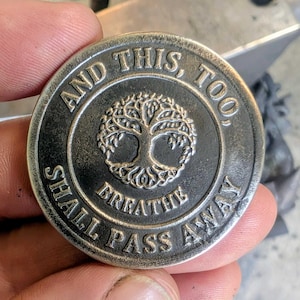 AND THIS, TOO,
BREATHE
SHALL PASS AWAY